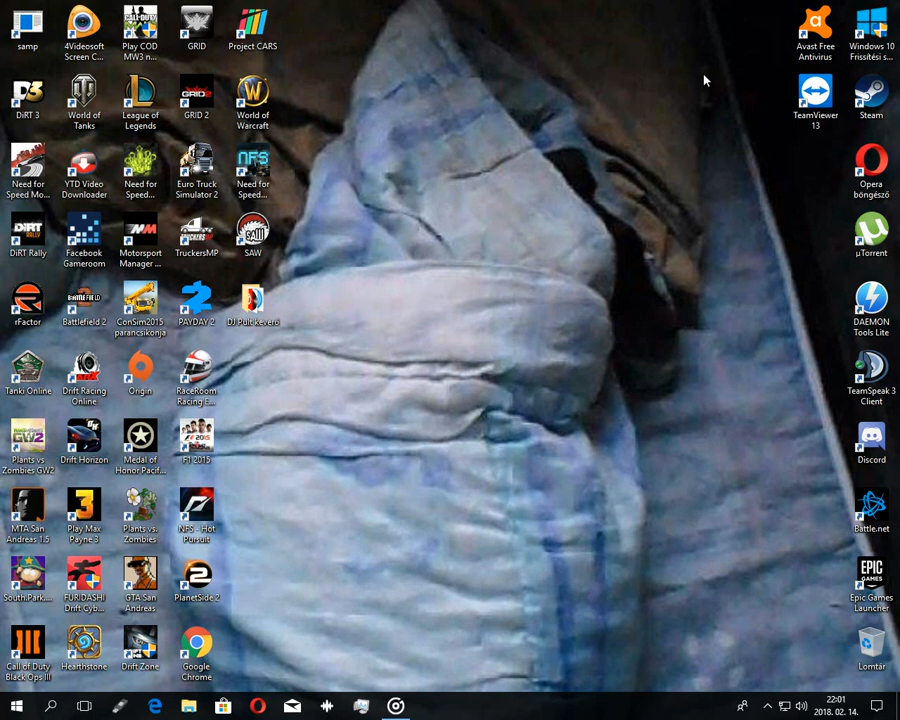 samp
4Videosoft
Screen C...
Play COD
MW3 n...
GRID
Project CARS
Avast Free
Antivirus
Windows 10
Frissítési s...
DiRT 3
World of
Tanks
League of
Legends
GRID 2
World of
Warcraft
TeamViewer
13
Steam
Need for
Speed Mo...
YTD Video
Downloader
Need for
Speed...
Euro Truck
Simulator 2
Need for
Speed...
Opera
böngésző
DiRT Rally
Facebook
Gameroom
Motorsport
Manager ...
TruckersMP
SAW
µTorrent
rFactor
Battlefield 2
ConSim2015
parancsikonja
PAYDAY 2
DJ Pult keverő
DAEMON
Tools Lite
Tanki Online
Drift Racing
Online
Origin
RaceRoom
Racing E...
TeamSpeak 3
Client
Plants vs
Zombies GW2
Drift Horizon
Medal of
Honor Pacif...
F1 2015
Discord
MTA San
Andreas 1.5
Play Max
Payne 3
Plants vs.
Zombies
NFS - Hot
Pursuit
Battle.net
South.Park....
FURIDASHI
Drift Cyb...
GTA San
Andreas
PlanetSide 2
Epic Games
Launcher
Call of Duty
Black Ops III
Hearthstone
Drift Zone
Google
Chrome
Lomtár
22:01
2018. 02. 14.